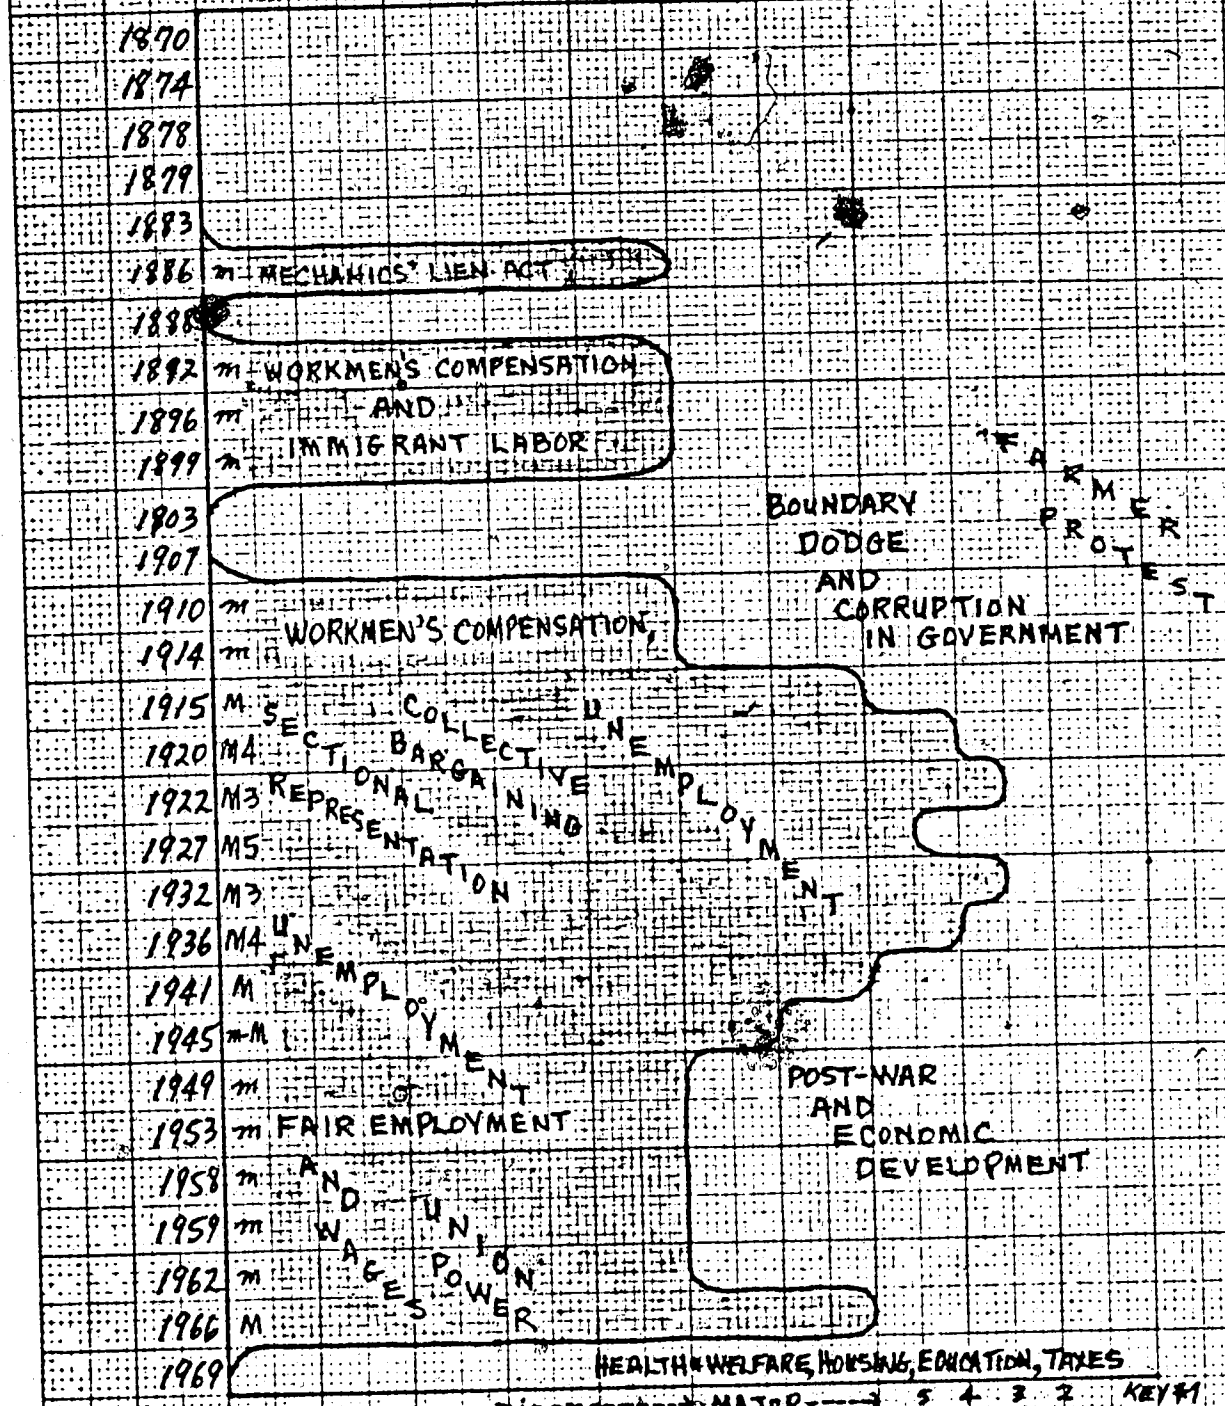 1870
1874
1878
1879
1883
1886 m MECHANICS' LIEN ACT
1888
1892 m WORKMEN'S COMPENSATION
1896 m AND
IMMIGRANT LABOR
1899 m
FARMER
PROTEST
1903
1907
BOUNDARY
DODGE
AND
CORRUPTION
IN GOVERNMENT
1910 m
WORKMEN'S COMPENSATION,
1914 m
1915 M
1920 M4
1922 M3
1927 M5
1932 M3
SECTIONAL
REPRESENTATION
COLLECTIVE
BARGAINING
UNEMPLOYMENT
1936 M4
1941 M
1945 m-M
UNEMPLOYMENT
1949 m
1953 m FAIR EMPLOYMENT
POST-WAR
AND
ECONOMIC
DEVELOPMENT
1958 m
1959 m
1962 m
1966 M
AND
WAGES
UNION
POWER
1969
HEALTH & WELFARE, HOUSING, EDUCATION, TAXES
MAJOR 5 4 3 2 KEY #1